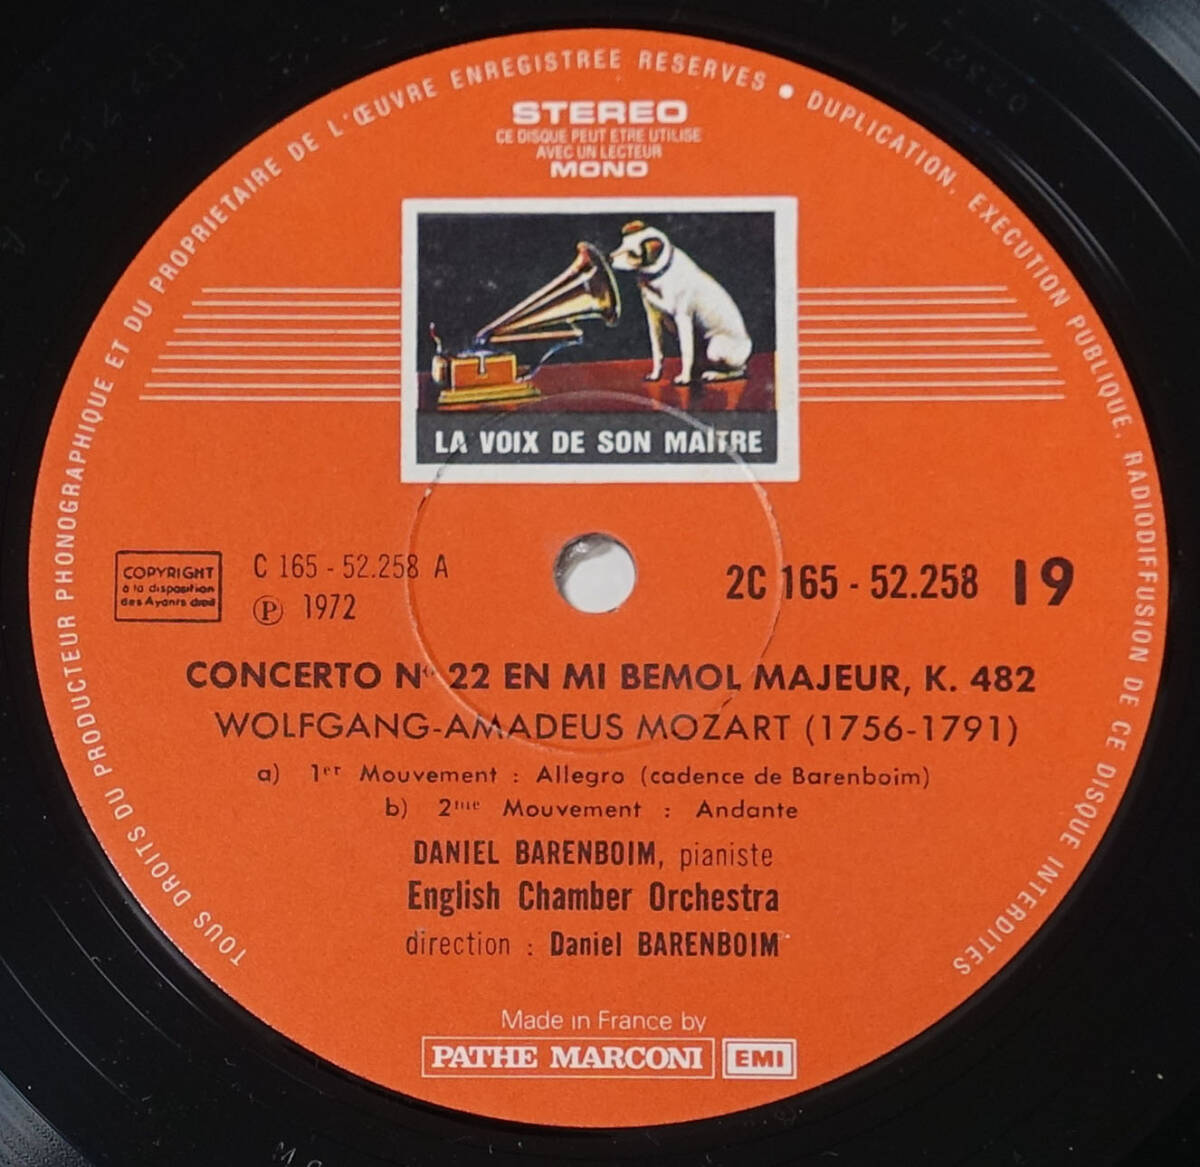 TOUS DROITS DU PRODUCTEUR PHONOGRAPHIQUE ET DU PROPRIETAIRE DE L'ŒUVRE ENREGISTREE RESERVES • DUPLICATION, EXECUTION PUBLIQUE, RADIODIFFUSION DE CE DISQUE INTERDITES
STEREO
CE DISQUE PEUT ETRE UTILISE
AVEC UN LECTEUR
MONO
LA VOIX DE SON MAÎTRE
COPYRIGHT
à la disposition
des Ayants droit
C 165 - 52.258 A
Ⓟ 1972
2C 165 - 52.258 19
CONCERTO N° 22 EN MI BEMOL MAJEUR, K. 482
WOLFGANG-AMADEUS MOZART (1756-1791)
a) 1er Mouvement : Allegro (cadence de Barenboim)
b) 2me Mouvement : Andante
DANIEL BARENBOIM, pianiste
English Chamber Orchestra
direction : Daniel BARENBOIM
Made in France by
PATHE MARCONI EMI